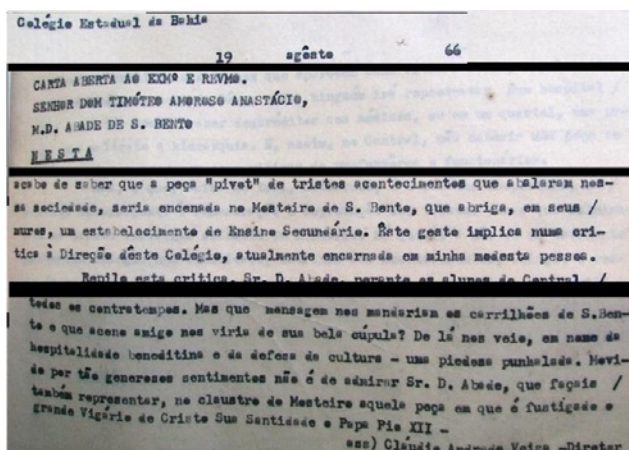 Colégio Estadual da Bahia
19 agôsto 66
CARTA ABERTA AO EXMº E REVMO.
SENHOR DOM TIMÓTEO AMOROSO ANASTÁCIO,
M.D. ABADE DE S. BENTO
NESTA
acabo de saber que a peça "pivot" de tristes acontecimentos que abalaram nos-
sa sociedade, seria encenada no Mosteiro de S. Bento, que abriga, em seus /
muros, um estabelecimento de Ensino Secundário. Êste gesto implica numa crí-
tica à Direção dêste Colégio, atualmente encarnada em minha modesta pessoa.
Repilo esta crítica, Sr. D. Abade, perante os alunos do Central /
todos os contratempos. Mas que mensagem nos mandariam os carrilhões de S.Ben-
to e que aceno amigo nos viria de sua bela cúpula? De lá nos veio, em nome da
hospitalidade beneditina e da defesa da cultura - uma piedosa punhalada. Movi-
do por tão generosos sentimentos não é de admirar Sr. D. Abade, que façais /
também representar, no claustro do Mosteiro aquela peça em que é fustigado o
grande Vigário de Cristo Sua Santidade o Papa Pio XII -
ass) Cláudio Andrade Veiga -Diretor